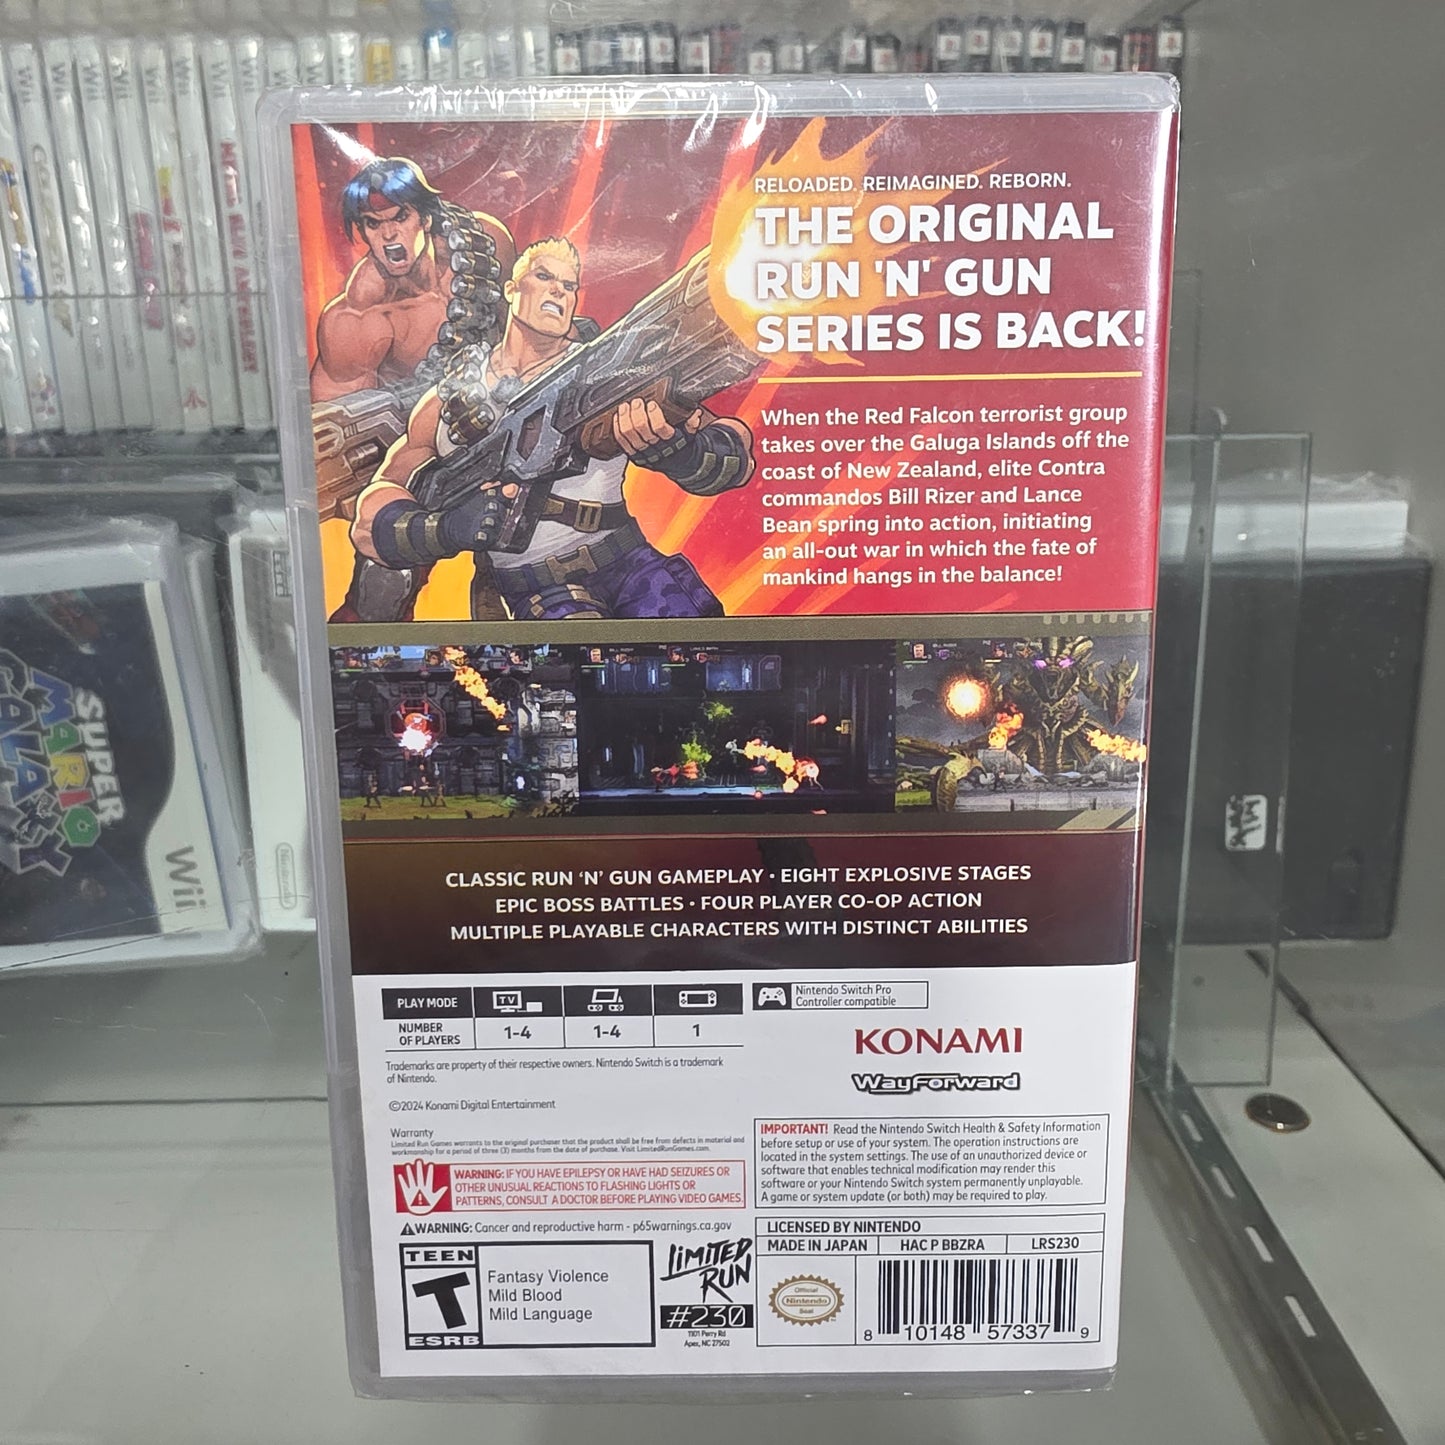 RELOADED. REIMAGINED. REBORN.
THE ORIGINAL
RUN 'N' GUN
SERIES IS BACK!
When the Red Falcon terrorist group
takes over the Galuga Islands off the
coast of New Zealand, elite Contra
commandos Bill Rizer and Lance
Bean spring into action, initiating
an all-out war in which the fate of
mankind hangs in the balance!
CLASSIC RUN ‘N’ GUN GAMEPLAY • EIGHT EXPLOSIVE STAGES
EPIC BOSS BATTLES • FOUR PLAYER CO-OP ACTION
MULTIPLE PLAYABLE CHARACTERS WITH DISTINCT ABILITIES
PLAY MODE
TV
NUMBER
OF PLAYERS
1-4
1-4
1
Nintendo Switch Pro
Controller compatible
KONAMI
WayForward
Trademarks are property of their respective owners. Nintendo Switch is a trademark
of Nintendo.
©2024 Konami Digital Entertainment
Warranty
Limited Run Games warrants to the original purchaser that the product shall be free from defects in material and
workmanship for a period of three (3) months from the date of purchase. Visit LimitedRunGames.com.
WARNING: IF YOU HAVE EPILEPSY OR HAVE HAD SEIZURES OR
OTHER UNUSUAL REACTIONS TO FLASHING LIGHTS OR
PATTERNS, CONSULT A DOCTOR BEFORE PLAYING VIDEO GAMES.
WARNING: Cancer and reproductive harm - p65warnings.ca.gov
IMPORTANT! Read the Nintendo Switch Health & Safety Information
before setup or use of your system. The operation instructions are
located in the system settings. The use of an unauthorized device or
software that enables technical modification may render this
software or your Nintendo Switch system permanently unplayable.
A game or system update (or both) may be required to play.
TEEN
T
ESRB
Fantasy Violence
Mild Blood
Mild Language
LIMITED
RUN
#230
1101 Perry Rd
Apex, NC 27502
LICENSED BY NINTENDO
MADE IN JAPAN
HAC P BBZRA
LRS230
Official
Nintendo
Seal
8 10148 57337 9
SUPER
MARIO
GALAXY
Wii
Nintendo
Wii
Wii
Wii
Wii
Wii